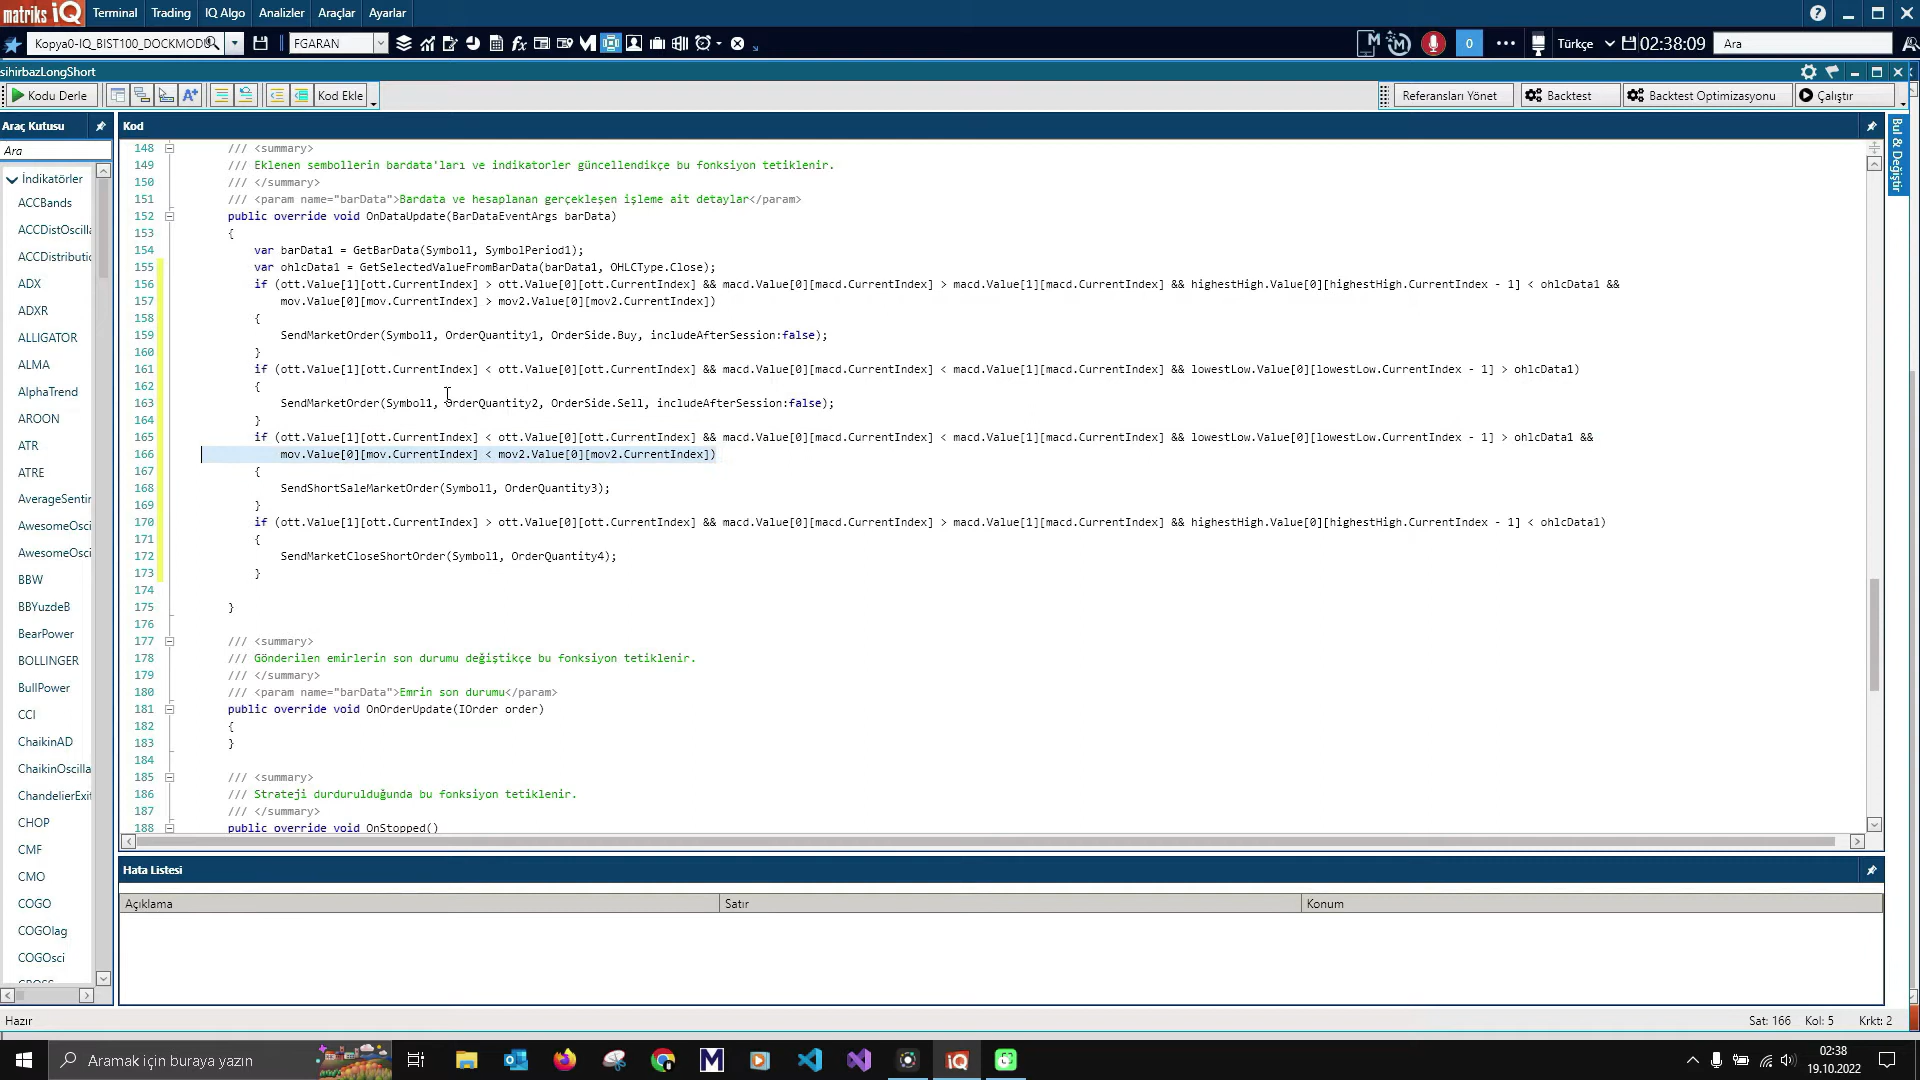 matriks iQ Terminal Trading IQ Algo Analizler Araçlar Ayarlar
Kopya0-IQ_BIST100_DOCKMODU FGARAN 0 Türkçe 02:38:09 Ara
sihirbazLongShort
Kodu Derle Kod Ekle Referansları Yönet Backtest Backtest Optimizasyonu Çalıştır
Araç Kutusu
Ara
İndikatörler
ACCBands
ACCDistOscilla
ACCDistributic
ADX
ADXR
ALLIGATOR
ALMA
AlphaTrend
AROON
ATR
ATRE
AverageSentir
AwesomeOsci
AwesomeOsci
BBW
BBYuzdeB
BearPower
BOLLINGER
BullPower
CCI
ChaikinAD
ChaikinOscilla
ChandelierExit
CHOP
CMF
CMO
COGO
COGOlag
COGOsci
Kod
148 /// <summary>
149 /// Eklenen sembollerin bardata'ları ve indikatorler güncellendikçe bu fonksiyon tetiklenir.
150 /// </summary>
151 /// <param name="barData">Bardata ve hesaplanan gerçekleşen işleme ait detaylar</param>
152 public override void OnDataUpdate(BarDataEventArgs barData)
153 {
154 var barData1 = GetBarData(Symbol1, SymbolPeriod1);
155 var ohlcData1 = GetSelectedValueFromBarData(barData1, OHLCType.Close);
156 if (ott.Value[1][ott.CurrentIndex] > ott.Value[0][ott.CurrentIndex] && macd.Value[0][macd.CurrentIndex] > macd.Value[1][macd.CurrentIndex] && highestHigh.Value[0][highestHigh.CurrentIndex - 1] < ohlcData1 &&
157 mov.Value[0][mov.CurrentIndex] > mov2.Value[0][mov2.CurrentIndex])
158 {
159 SendMarketOrder(Symbol1, OrderQuantity1, OrderSide.Buy, includeAfterSession:false);
160 }
161 if (ott.Value[1][ott.CurrentIndex] < ott.Value[0][ott.CurrentIndex] && macd.Value[0][macd.CurrentIndex] < macd.Value[1][macd.CurrentIndex] && lowestLow.Value[0][lowestLow.CurrentIndex - 1] > ohlcData1)
162 {
163 SendMarketOrder(Symbol1, OrderQuantity2, OrderSide.Sell, includeAfterSession:false);
164 }
165 if (ott.Value[1][ott.CurrentIndex] < ott.Value[0][ott.CurrentIndex] && macd.Value[0][macd.CurrentIndex] < macd.Value[1][macd.CurrentIndex] && lowestLow.Value[0][lowestLow.CurrentIndex - 1] > ohlcData1 &&
166 mov.Value[0][mov.CurrentIndex] < mov2.Value[0][mov2.CurrentIndex])
167 {
168 SendShortSaleMarketOrder(Symbol1, OrderQuantity3);
169 }
170 if (ott.Value[1][ott.CurrentIndex] > ott.Value[0][ott.CurrentIndex] && macd.Value[0][macd.CurrentIndex] > macd.Value[1][macd.CurrentIndex] && highestHigh.Value[0][highestHigh.CurrentIndex - 1] < ohlcData1)
171 {
172 SendMarketCloseShortOrder(Symbol1, OrderQuantity4);
173 }
174
175 }
176
177 /// <summary>
178 /// Gönderilen emirlerin son durumu değiştikçe bu fonksiyon tetiklenir.
179 /// </summary>
180 /// <param name="barData">Emrin son durumu</param>
181 public override void OnOrderUpdate(IOrder order)
182 {
183 }
184
185 /// <summary>
186 /// Strateji durdurulduğunda bu fonksiyon tetiklenir.
187 /// </summary>
188 public override void OnStopped()
Bul & Değiştir
Hata Listesi
Açıklama Satır Konum
Hazır Sat: 166 Kol: 5 Krkt: 2
Aramak için buraya yazın
02:38
19.10.2022